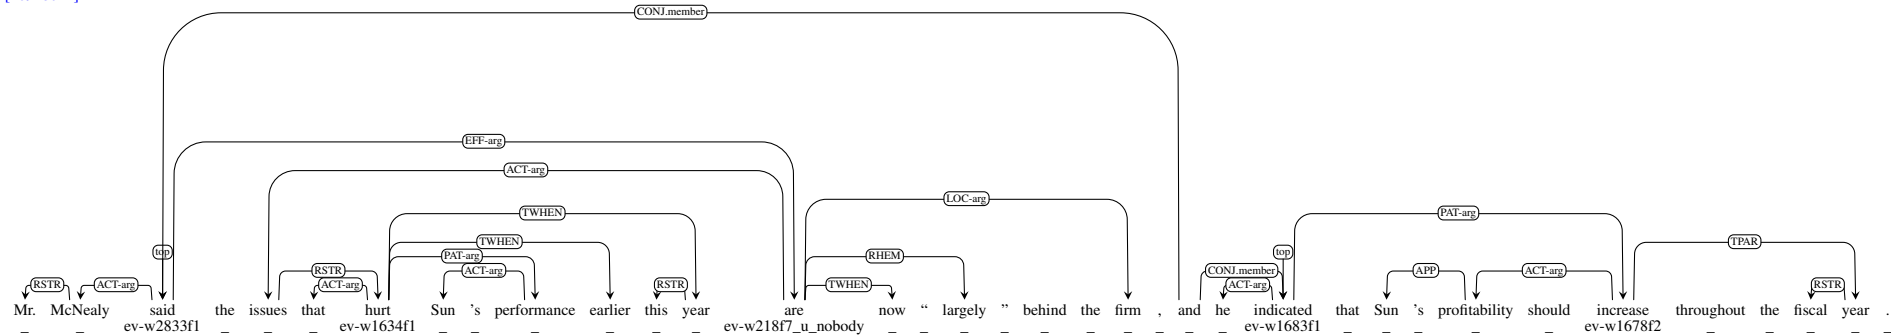 CONJ.member
EFF-arg
ACT-arg
LOC-arg
TWHEN PAT-arg
top TWHEN top TPAR
PAT-arg RHEM
RSTR ACT-arg CONJ.member APP ACT-arg
RSTR ACT-arg ACT-arg RSTR TWHEN ACT-arg RSTR
Mr. McNealy said the issues that hurt Sun 's performance earlier this year are now “ largely ” behind the firm , and he indicated that Sun 's profitability should increase throughout the fiscal year .
_ _ ev-w2833f1 _ _ _ ev-w1634f1 _ _ _ _ _ _ ev-w218f7_u_nobody _ _ _ _ _ _ _ _ _ _ ev-w1683f1 _ _ _ _ _ ev-w1678f2 _ _ _ _ _